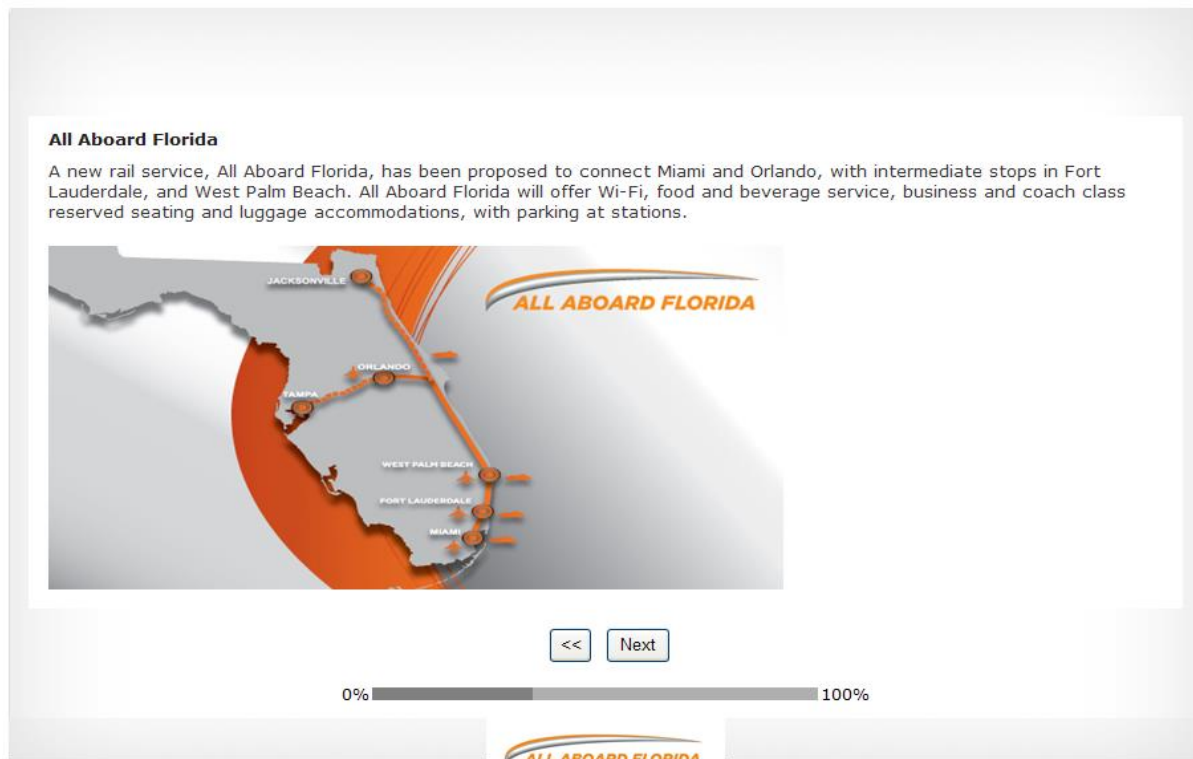 All Aboard Florida
A new rail service, All Aboard Florida, has been proposed to connect Miami and Orlando, with intermediate stops in Fort
Lauderdale, and West Palm Beach. All Aboard Florida will offer Wi-Fi, food and beverage service, business and coach class
reserved seating and luggage accommodations, with parking at stations.
JACKSONVILLE
ALL ABOARD FLORIDA
ORLANDO
TAMPA
WEST PALM BEACH
FORT LAUDERDALE
MIAMI
<< Next
0% 100%
ALL ABOARD FLORIDA